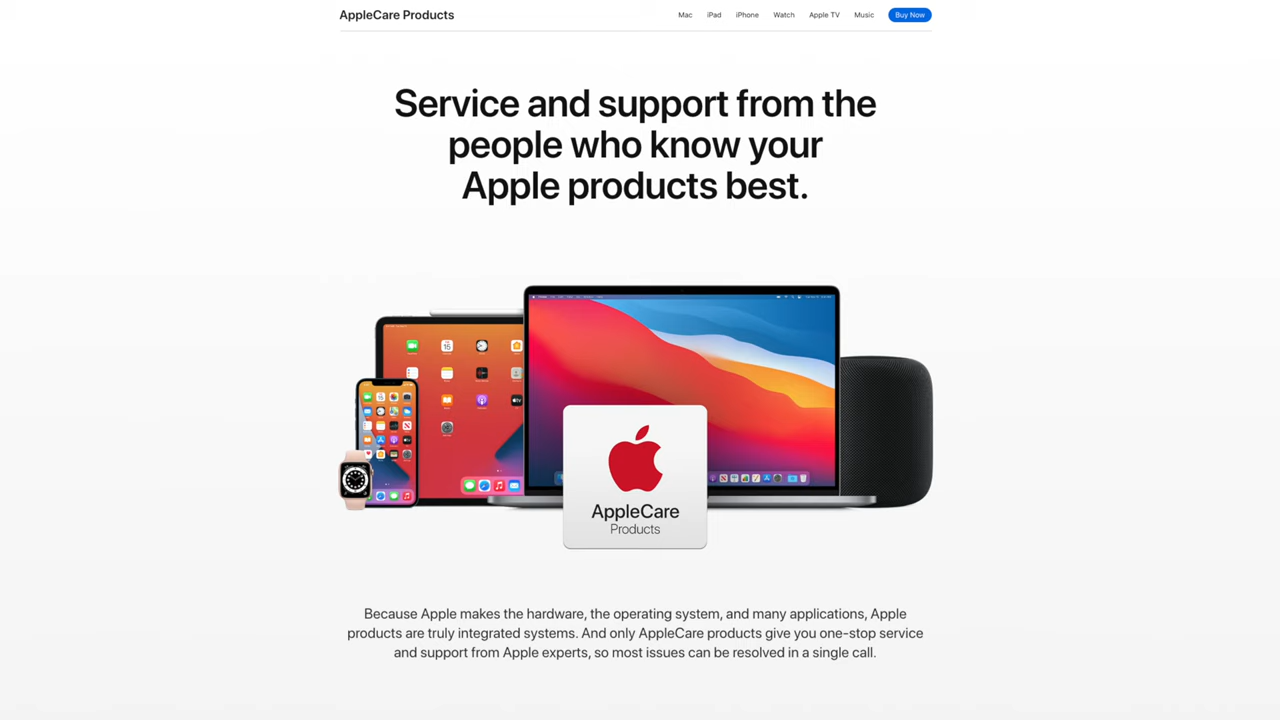 AppleCare Products
Mac iPad iPhone Watch Apple TV Music Buy Now
Service and support from the
people who know your
Apple products best.
AppleCare
Products
Because Apple makes the hardware, the operating system, and many applications, Apple
products are truly integrated systems. And only AppleCare products give you one-stop service
and support from Apple experts, so most issues can be resolved in a single call.